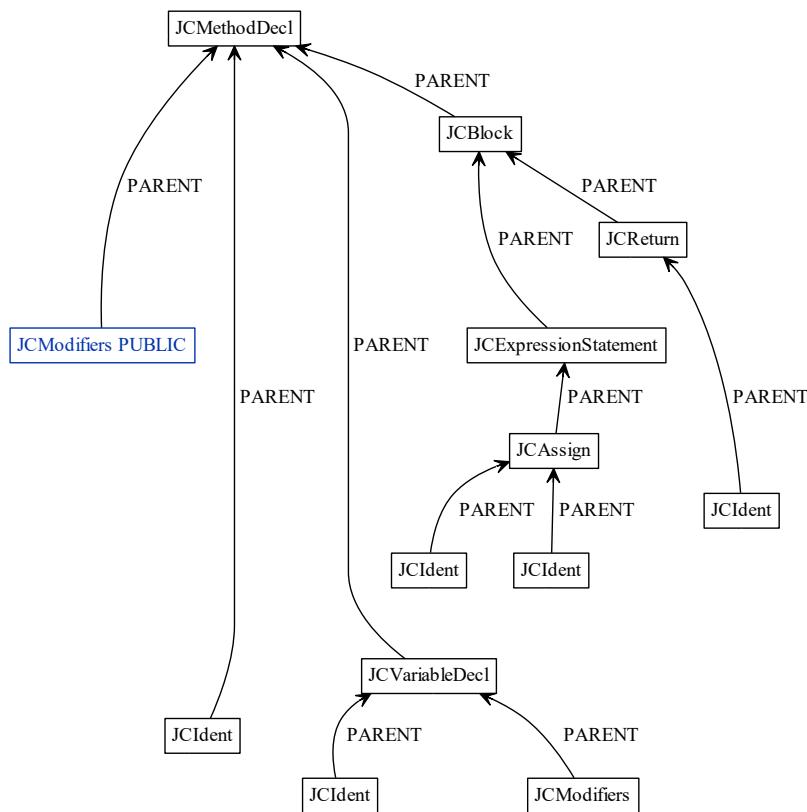 JCMethodDecl
PARENT
JCBlock
PARENT
PARENT
PARENT
JCReturn
JCModifiers PUBLIC
PARENT
JCExpressionStatement
PARENT
PARENT
PARENT
JCAssign
PARENT
PARENT
JCIdent
JCIdent
JCIdent
JCVariableDecl
JCIdent
PARENT
PARENT
JCIdent
JCModifiers